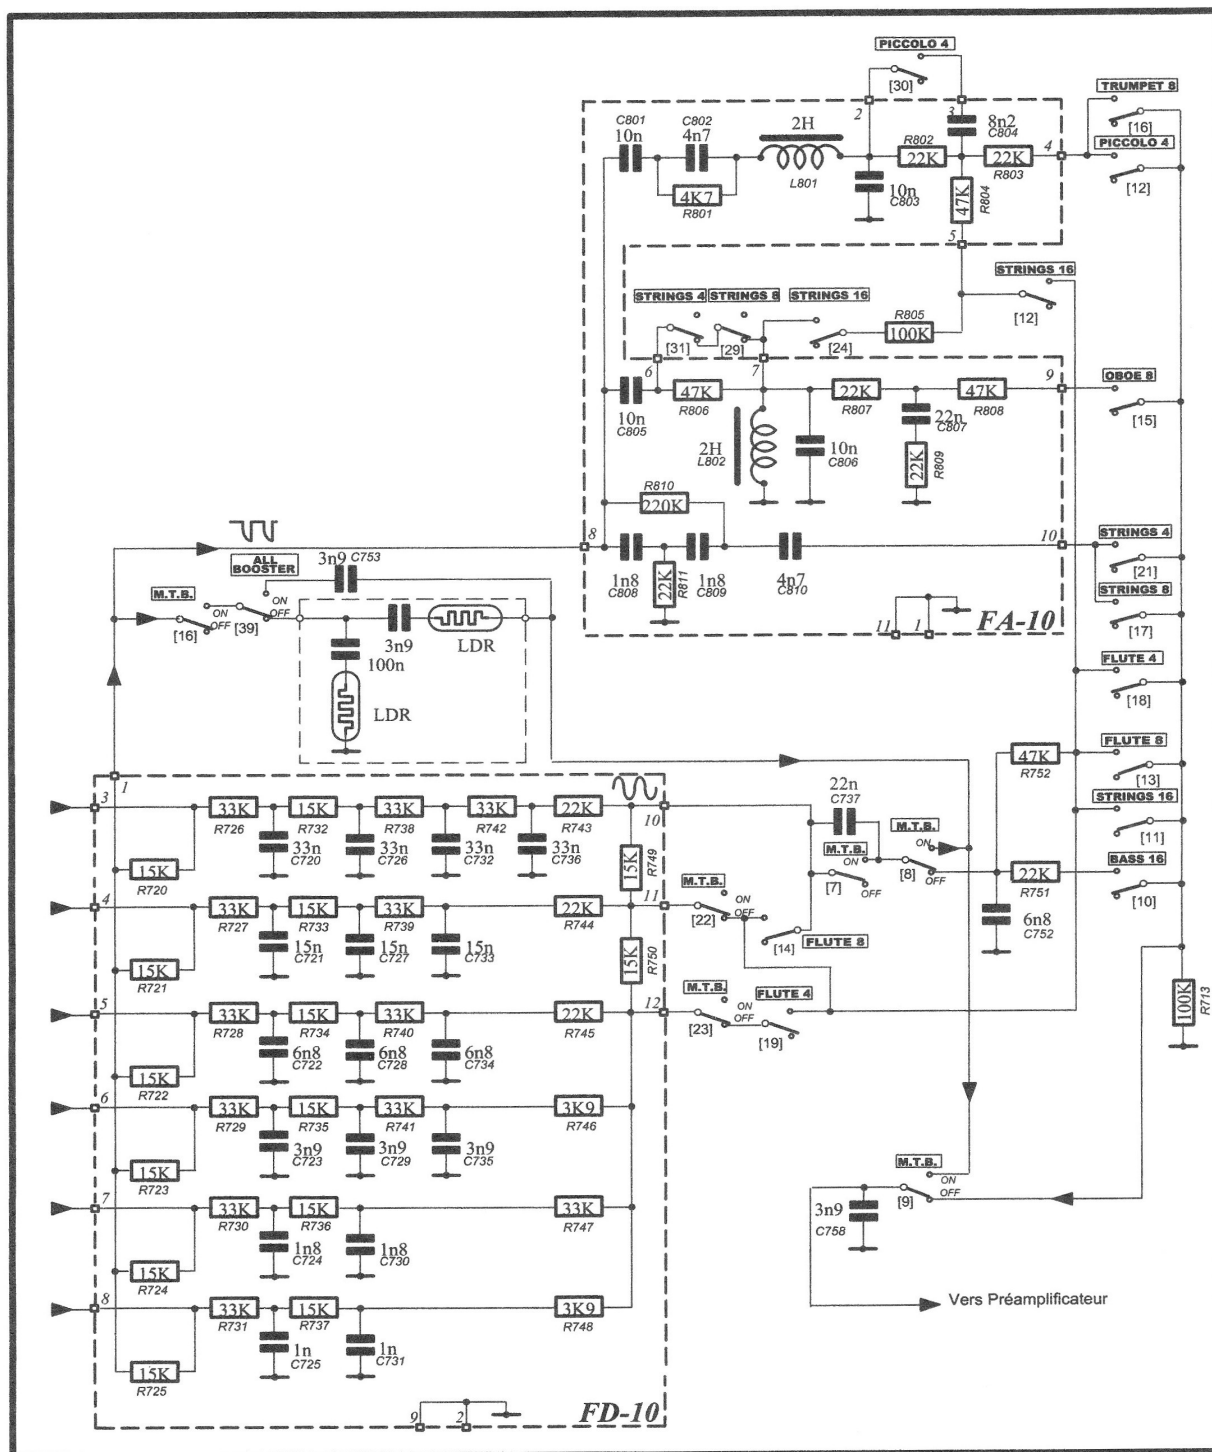 PICCOLO 4
[30]
TRUMPET 8
[16]
PICCOLO 4
[12]
2
3
8n2
C804
C801
10n
C802
4n7
2H
L801
R802
22K
22K
R803
4
4K7
R801
10n
C803
47K
R804
5
STRINGS 16
[12]
STRINGS 4
STRINGS 8
STRINGS 16
[31]
[29]
[24]
R805
100K
6
7
9
10n
C805
47K
R806
22K
R807
22n
C807
47K
R808
OBOE 8
[15]
2H
L802
10n
C806
22K
R809
R810
220K
8
10
1n8
C808
22K
R811
1n8
C809
4n7
C810
STRINGS 4
[21]
STRINGS 8
[17]
11
1
FA-10
ALL
BOOSTER
3n9 C753
M.T.B.
ON
OFF
[16]
ON
OFF
[39]
3n9
100n
LDR
LDR
FLUTE 4
[18]
47K
R752
FLUTE 8
[13]
STRINGS 16
[11]
22K
R751
BASS 16
[10]
6n8
C752
22n
C737
M.T.B.
ON
OFF
[7]
M.T.B.
ON
OFF
[8]
1
3
33K
R726
15K
R732
33K
R738
33K
R742
22K
R743
10
33n
C720
33n
C726
33n
C732
33n
C736
15K
R720
15K
R749
4
33K
R727
15K
R733
33K
R739
22K
R744
11
15n
C721
15n
C727
15n
C733
15K
R721
15K
R750
M.T.B.
ON
OFF
[22]
[14]
FLUTE 8
5
33K
R728
15K
R734
33K
R740
22K
R745
12
6n8
C722
6n8
C728
6n8
C734
15K
R722
M.T.B.
ON
OFF
[23]
FLUTE 4
[19]
100K
R713
6
33K
R729
15K
R735
33K
R741
3K9
R746
3n9
C723
3n9
C729
3n9
C735
15K
R723
7
33K
R730
15K
R736
33K
R747
1n8
C724
1n8
C730
15K
R724
M.T.B.
ON
OFF
[9]
3n9
C758
8
33K
R731
15K
R737
3K9
R748
1n
C725
1n
C731
15K
R725
Vers Préamplificateur
9
2
FD-10